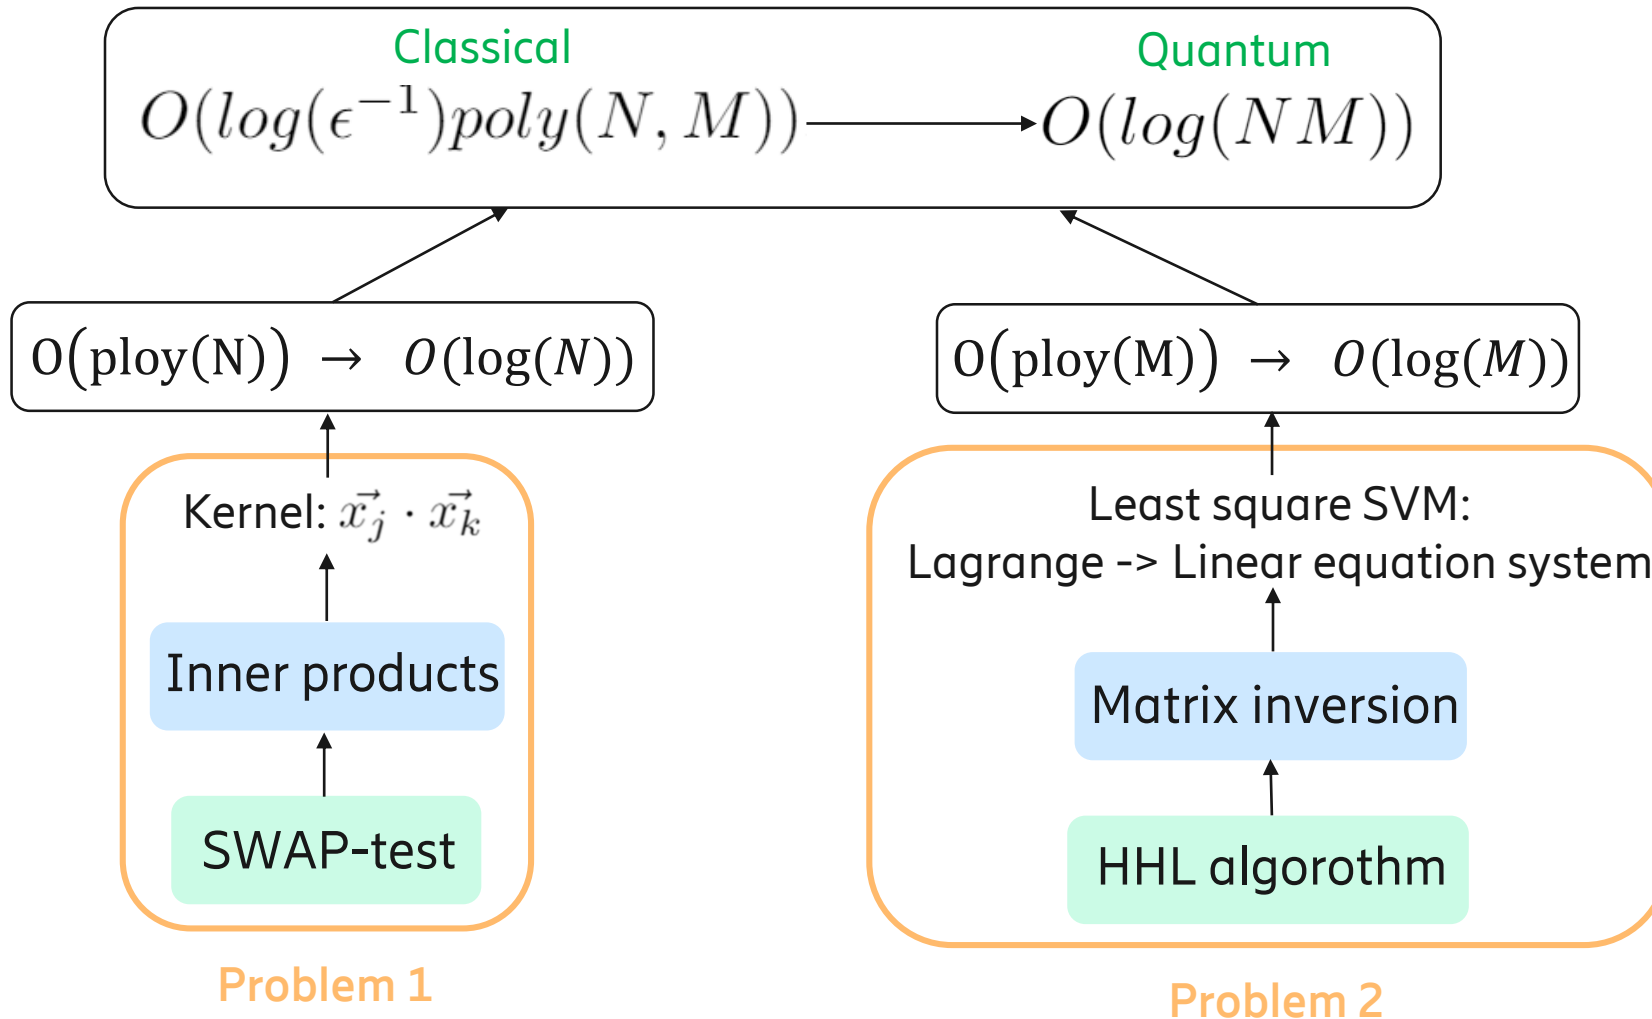 Classical
Quantum
O(log(ϵ⁻¹)poly(N, M))
O(log(NM))
O(ploy(N)) → O(log(N))
O(ploy(M)) → O(log(M))
Kernel: x⃗ⱼ · x⃗ₖ
Inner products
SWAP-test
Problem 1
Least square SVM:
Lagrange -> Linear equation system
Matrix inversion
HHL algorothm
Problem 2